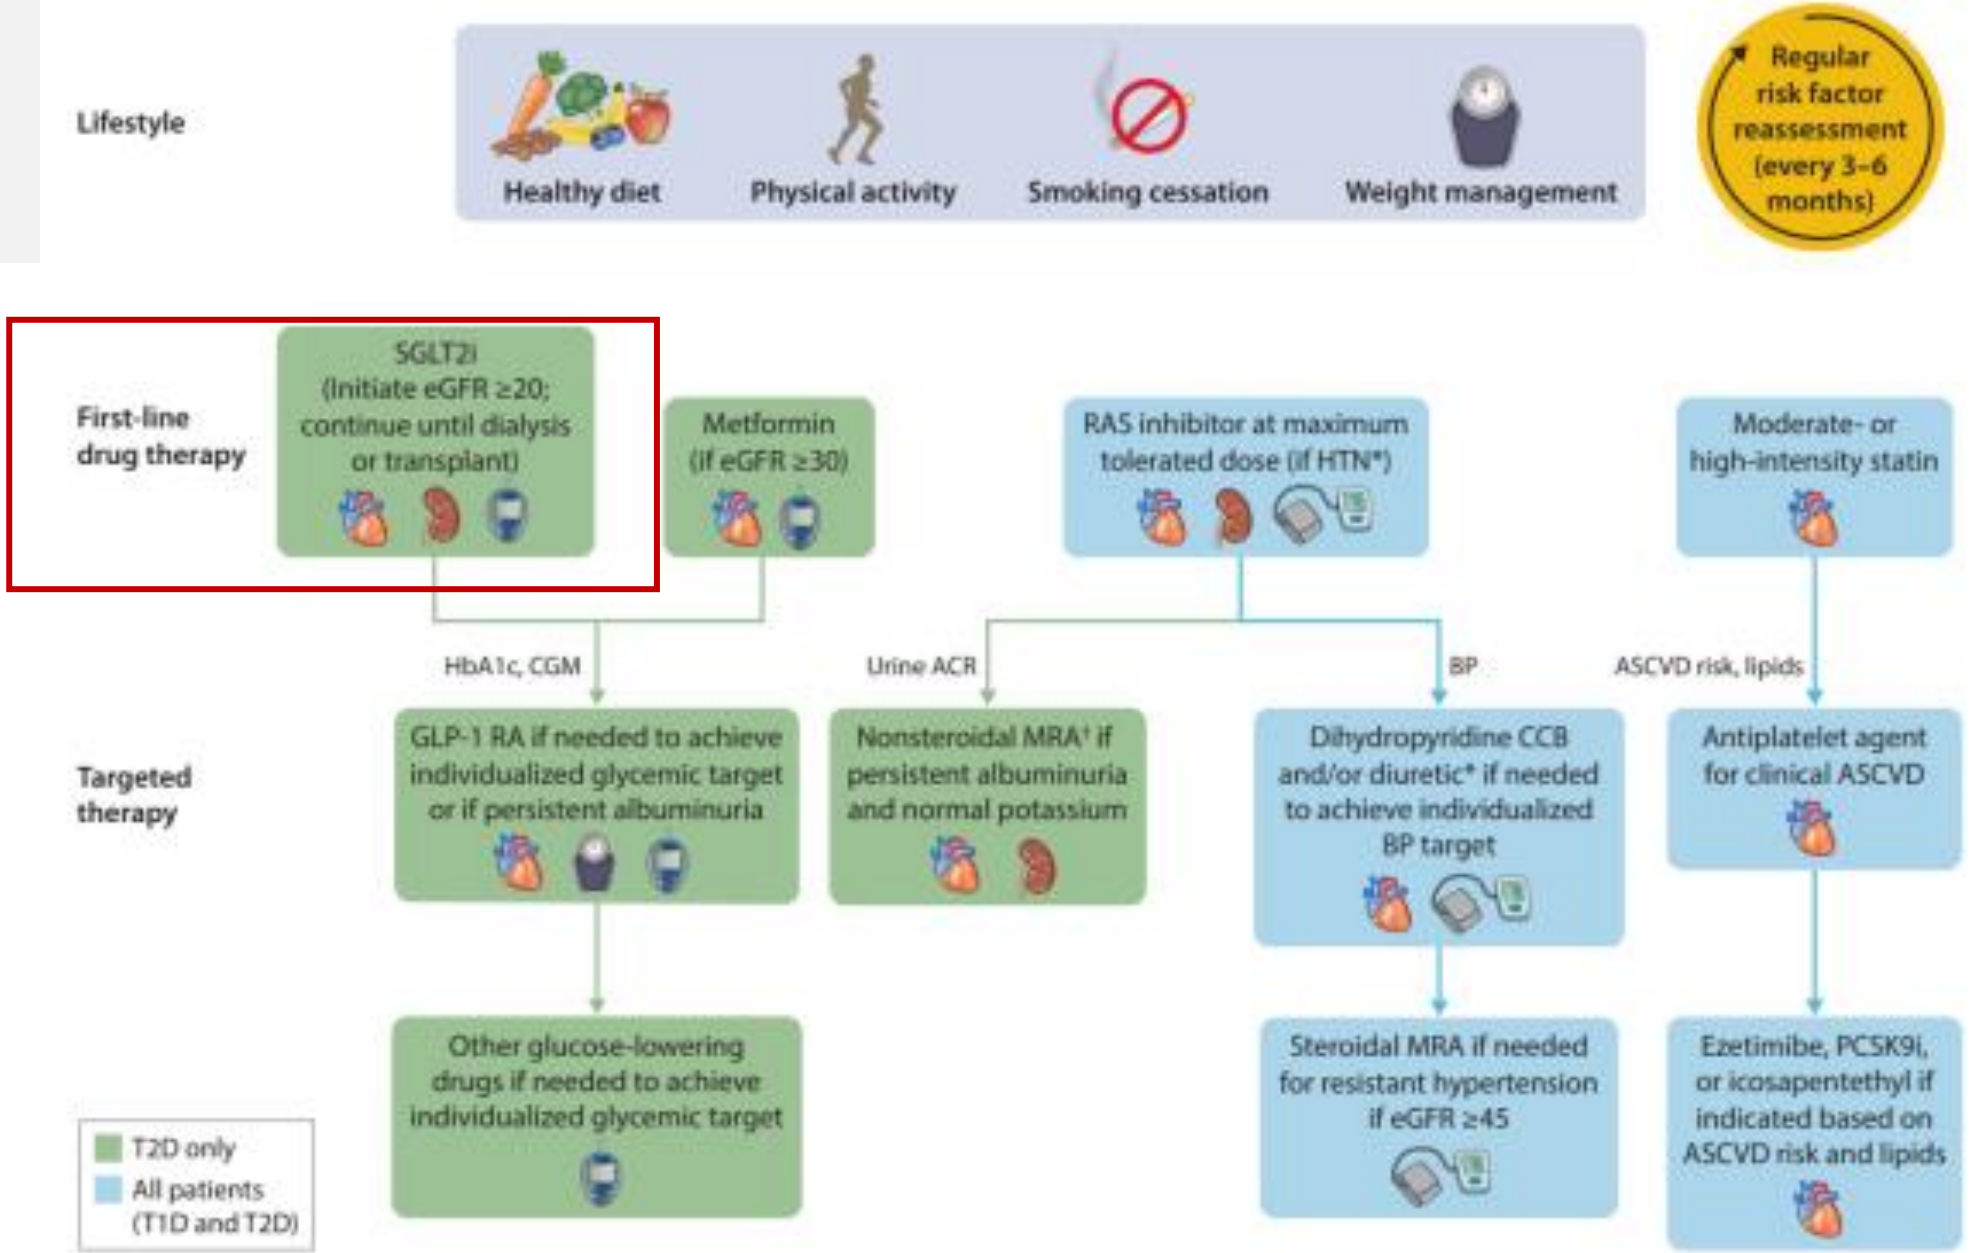 Lifestyle
Healthy diet
Physical activity
Smoking cessation
Weight management
Regular
risk factor
reassessment
(every 3–6
months)
First-line
drug therapy
SGLT2i
(Initiate eGFR ≥20;
continue until dialysis
or transplant)
Metformin
(if eGFR ≥30)
RAS inhibitor at maximum
tolerated dose (if HTN*)
Moderate- or
high-intensity statin
HbA1c, CGM
Urine ACR
BP
ASCVD risk, lipids
Targeted
therapy
GLP-1 RA if needed to achieve
individualized glycemic target
or if persistent albuminuria
Nonsteroidal MRA† if
persistent albuminuria
and normal potassium
Dihydropyridine CCB
and/or diuretic* if needed
to achieve individualized
BP target
Antiplatelet agent
for clinical ASCVD
Other glucose-lowering
drugs if needed to achieve
individualized glycemic target
Steroidal MRA if needed
for resistant hypertension
if eGFR ≥45
Ezetimibe, PCSK9i,
or icosapentethyl if
indicated based on
ASCVD risk and lipids
T2D only
All patients
(T1D and T2D)